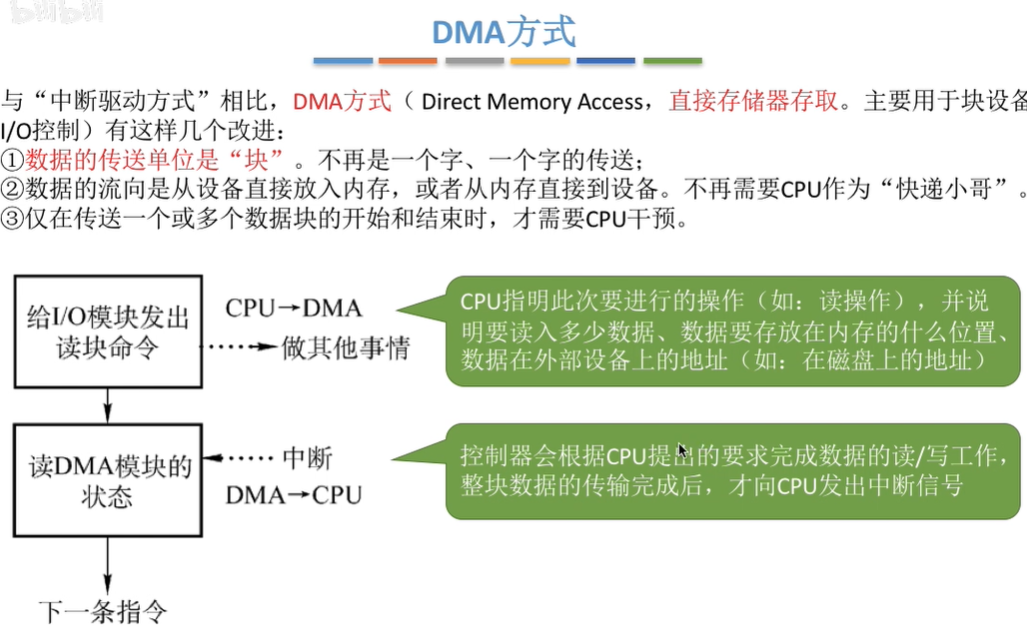 DMA方式
与“中断驱动方式”相比，DMA方式（ Direct Memory Access，直接存储器存取。主要用于块设备
I/O控制）有这样几个改进：
①数据的传送单位是“块”。不再是一个字、一个字的传送；
②数据的流向是从设备直接放入内存，或者从内存直接到设备。不再需要CPU作为“快递小哥”。
③仅在传送一个或多个数据块的开始和结束时，才需要CPU干预。
给I/O模块发出
读块命令
CPU→DMA
做其他事情
CPU指明此次要进行的操作（如：读操作），并说
明要读入多少数据、数据要存放在内存的什么位置、
数据在外部设备上的地址（如：在磁盘上的地址）
读DMA模块的
状态
中断
DMA→CPU
控制器会根据CPU提出的要求完成数据的读/写工作，
整块数据的传输完成后，才向CPU发出中断信号
下一条指令